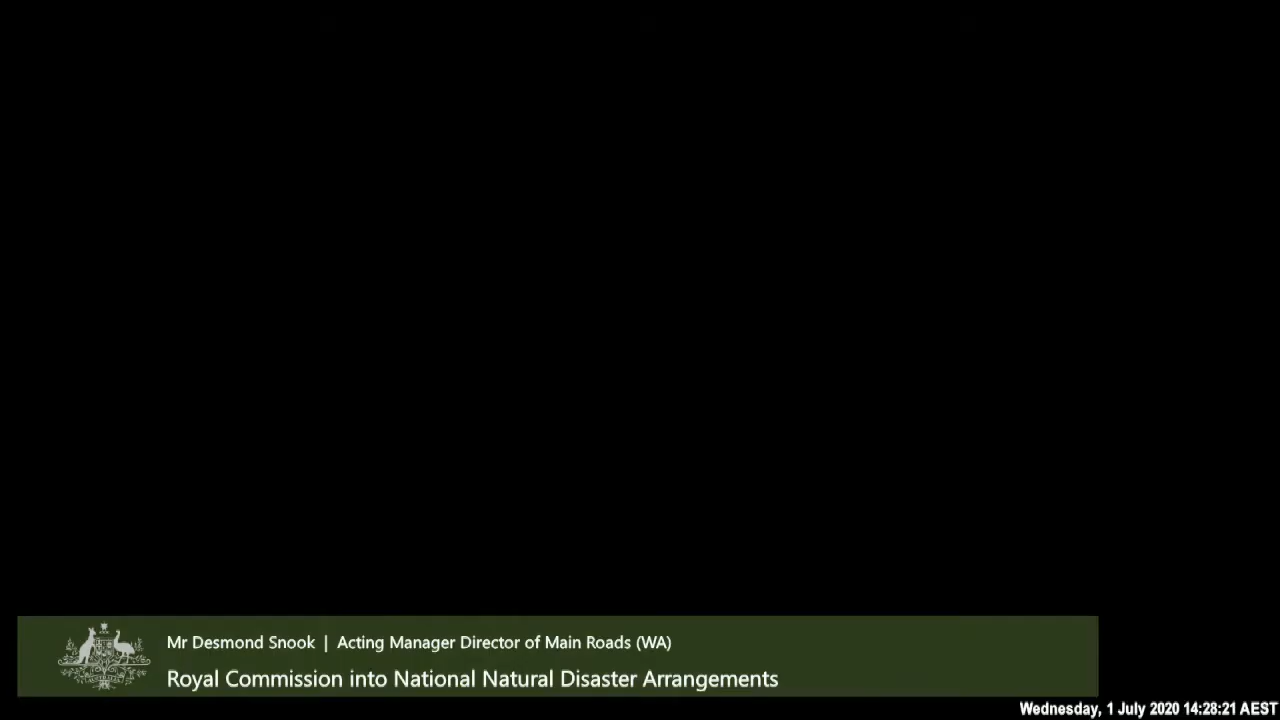 Mr Desmond Snook | Acting Manager Director of Main Roads (WA)
Royal Commission into National Natural Disaster Arrangements
Wednesday, 1 July 2020 14:28:21 AEST